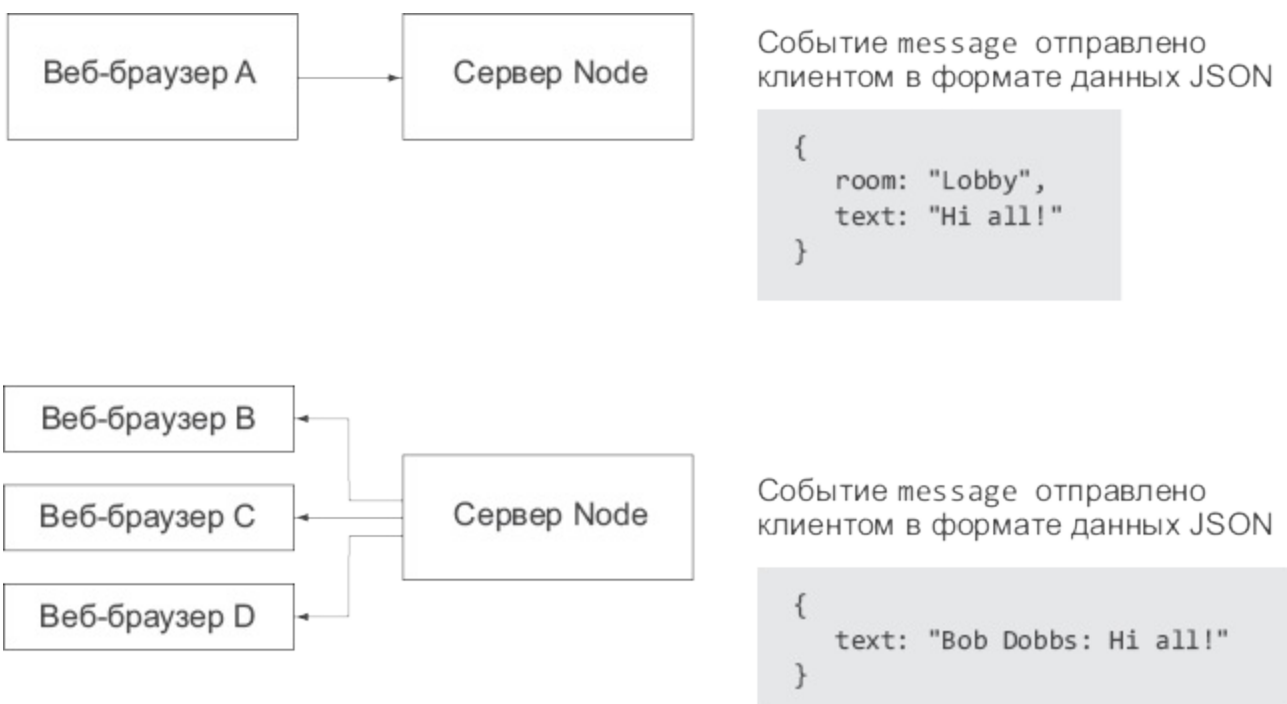 Веб-браузер A
Сервер Node
Событие message отправлено
клиентом в формате данных JSON
{
room: "Lobby",
text: "Hi all!"
}
Веб-браузер B
Веб-браузер C
Веб-браузер D
Сервер Node
Событие message отправлено
клиентом в формате данных JSON
{
text: "Bob Dobbs: Hi all!"
}